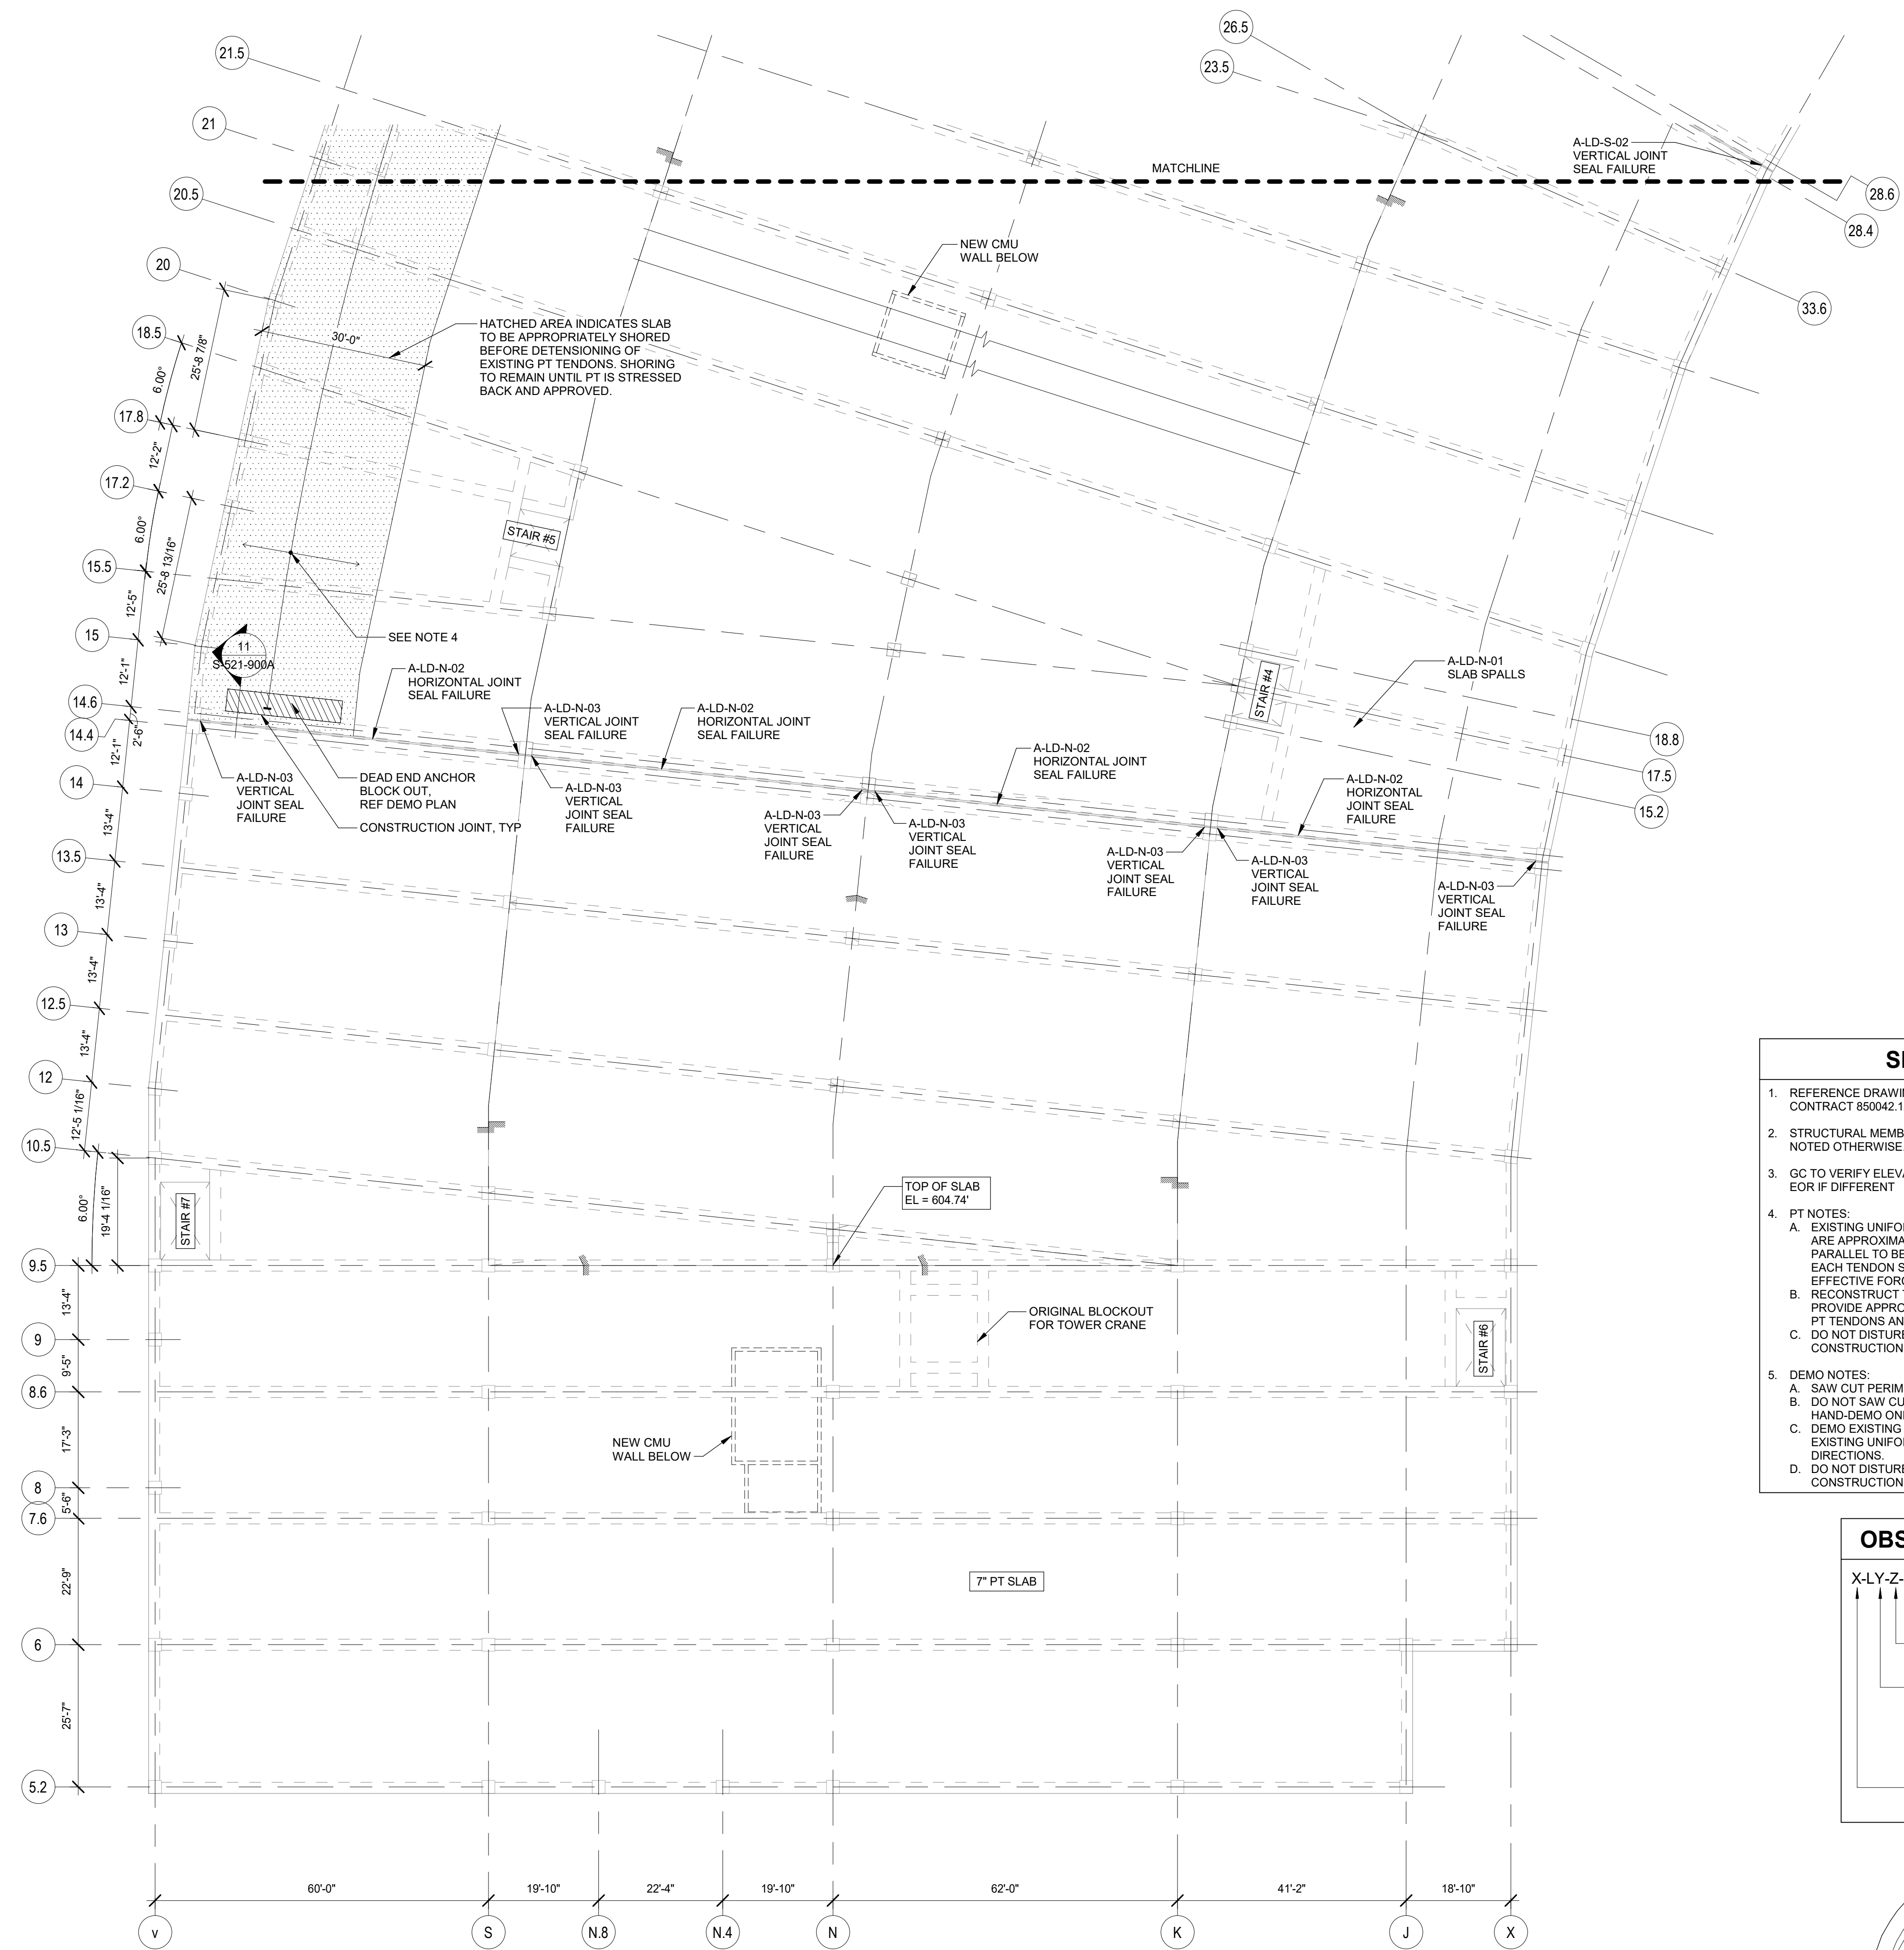 26.5
21.5
23.5
21
A-LD-S-02
VERTICAL JOINT
SEAL FAILURE
MATCHLINE
20.5
28.6
28.4
NEW CMU
WALL BELOW
20
33.6
18.5
30'-0"
HATCHED AREA INDICATES SLAB
TO BE APPROPRIATELY SHORED
BEFORE DETENSIONING OF
EXISTING PT TENDONS. SHORING
TO REMAIN UNTIL PT IS STRESSED
BACK AND APPROVED.
25'-8 7/8"
6.00°
17.8
12'-2"
17.2
STAIR #5
6.00°
25'-8 13/16"
15.5
12'-5"
15
SEE NOTE 4
11
S-521-900A
A-LD-N-02
HORIZONTAL JOINT
SEAL FAILURE
A-LD-N-01
SLAB SPALLS
STAIR #4
12'-1"
14.6
14.4
2'-6"
12'-1"
A-LD-N-03
VERTICAL JOINT
SEAL FAILURE
A-LD-N-02
HORIZONTAL JOINT
SEAL FAILURE
18.8
A-LD-N-02
HORIZONTAL JOINT
SEAL FAILURE
17.5
14
A-LD-N-03
VERTICAL
JOINT SEAL
FAILURE
DEAD END ANCHOR
BLOCK OUT,
REF DEMO PLAN
A-LD-N-03
VERTICAL
JOINT SEAL
FAILURE
A-LD-N-02
HORIZONTAL
JOINT SEAL
FAILURE
15.2
CONSTRUCTION JOINT, TYP
A-LD-N-03
VERTICAL
JOINT SEAL
FAILURE
A-LD-N-03
VERTICAL
JOINT SEAL
FAILURE
13'-4"
13.5
A-LD-N-03
VERTICAL
JOINT SEAL
FAILURE
A-LD-N-03
VERTICAL
JOINT SEAL
FAILURE
A-LD-N-03
VERTICAL
JOINT SEAL
FAILURE
13'-4"
13
13'-4"
12.5
13'-4"
12
12'-5 1/16"
10.5
6.00°
19'-4 1/16"
STAIR #7
TOP OF SLAB
EL = 604.74'
9.5
13'-4"
ORIGINAL BLOCKOUT
FOR TOWER CRANE
9
STAIR #6
9'-5"
8.6
17'-3"
NEW CMU
WALL BELOW
8
5'-6"
7.6
22'-9"
7" PT SLAB
6
25'-7"
5.2
60'-0"
19'-10"
22'-4"
19'-10"
62'-0"
41'-2"
18'-10"
v
S
N.8
N.4
N
K
J
X
1. REFERENCE
CONTRACT 850042.1
2. STRUCTURAL
NOTED OTHERWISE.
3. GC TO VERIFY
EOR IF DIFFERENT
4. PT NOTES:
A. EXISTING
ARE
PARALLEL TO BE
EACH TENDON
EFFECTIVE
B. RECONSTRUCT
PROVIDE
PT TENDONS
C. DO NOT
CONSTRUCTION
5. DEMO NOTES:
A. SAW CUT
B. DO NOT SAW
HAND-DEMO
C. DEMO EXISTING
EXISTING
DIRECTIONS.
D. DO NOT
CONSTRUCTION
X-LY-Z-